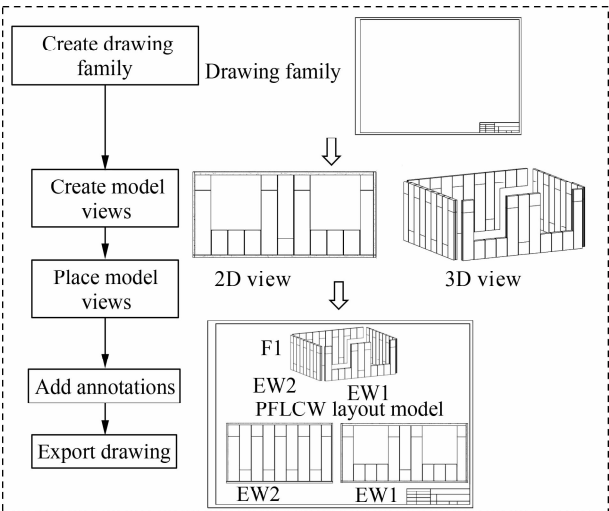 Create drawing
family
Drawing family
Create model
views
2D view
3D view
Place model
views
F1
EW2
EW1
PFLCW layout model
Add annotations
Export drawing
EW2
EW1